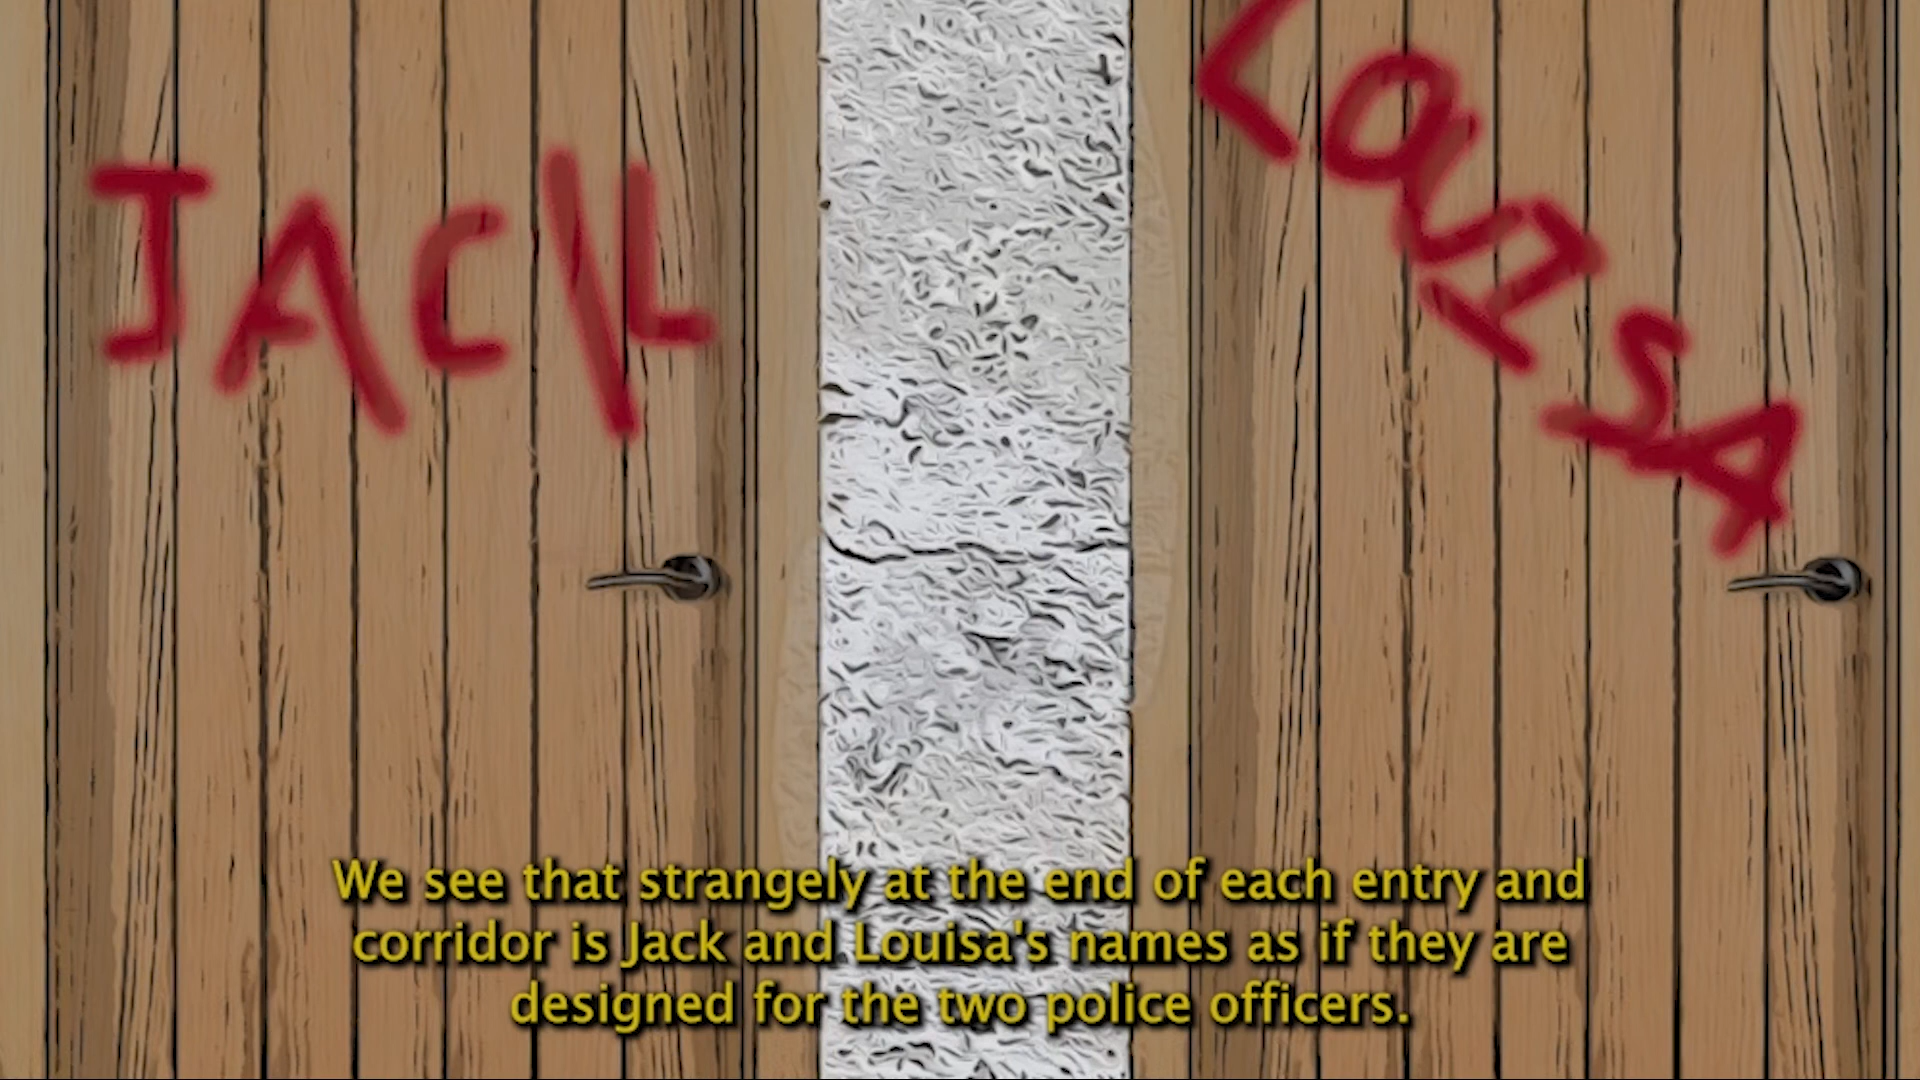 JACK
LOUISA
We see that strangely at the end of each entry and
corridor is Jack and Louisa's names as if they are
designed for the two police officers.